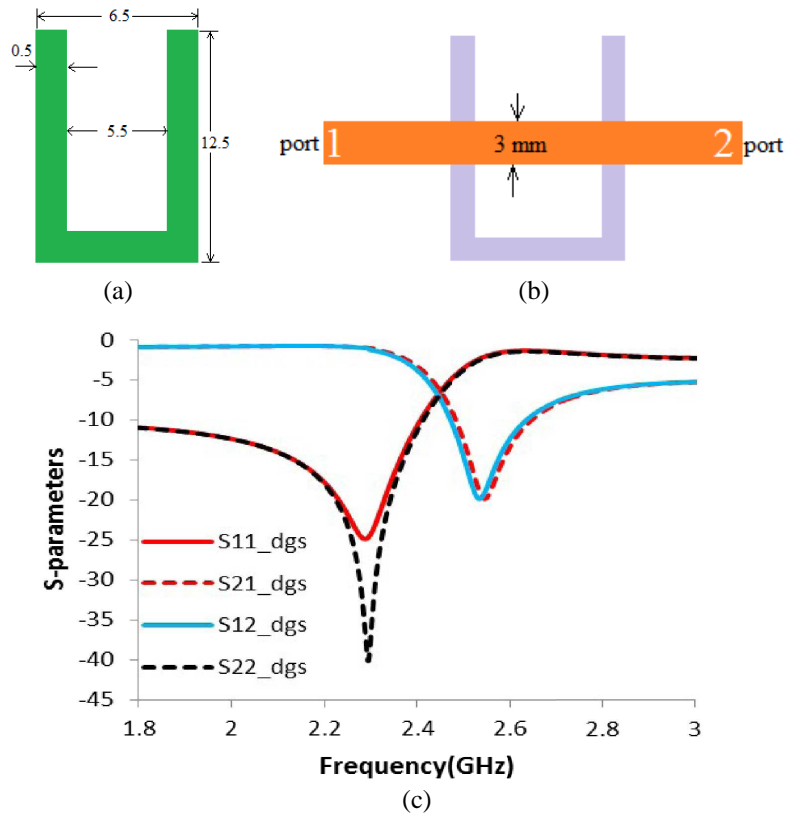 6.5
0.5
5.5
12.5
port 1
3 mm
2 port
(a)
(b)
0
-5
-10
-15
-20
-25
-30
-35
-40
-45
S-parameters
S11_dgs
S21_dgs
S12_dgs
S22_dgs
1.8 2 2.2 2.4 2.6 2.8 3
Frequency(GHz)
(c)